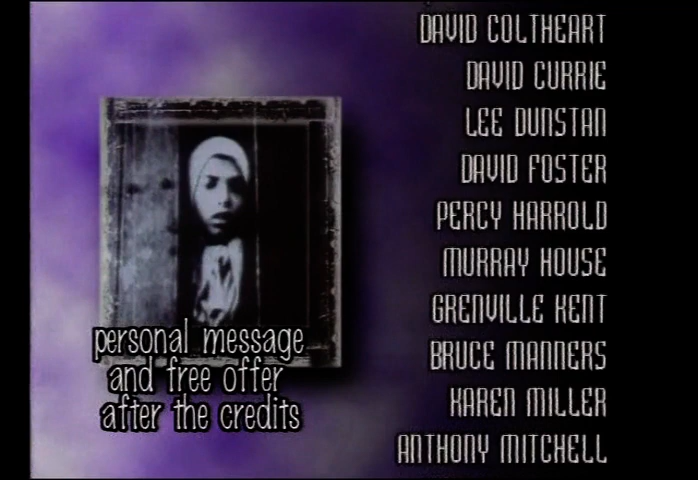 DAVID COLTHEART
DAVID CURRIE
LEE DUNSTAN
DAVID FOSTER
PERCY HARROLD
MURRAY HOUSE
GRENVILLE KENT
BRUCE MANNERS
KAREN MILLER
ANTHONY MITCHELL
personal message
and free offer
after the credits